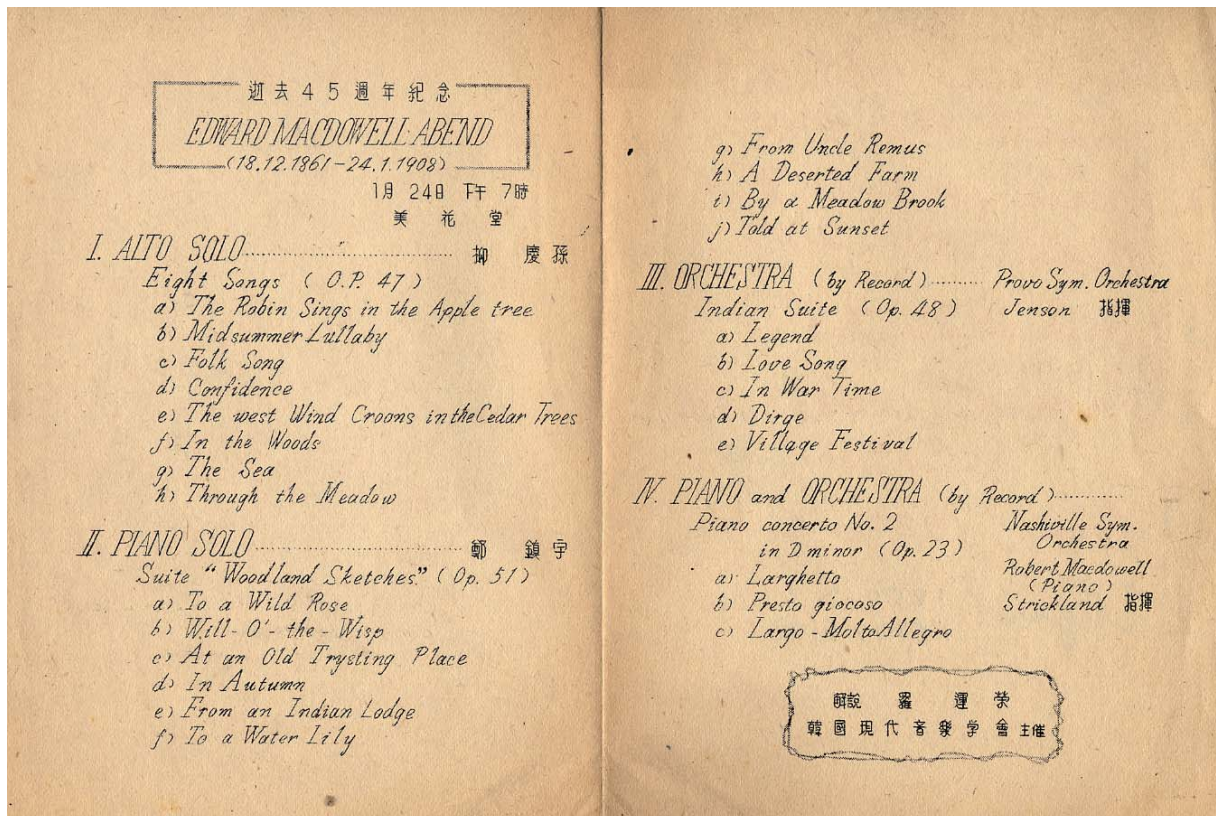 逝去45週年紀念
EDWARD MACDOWELL ABEND
(18.12.1861-24.1.1908)
1月 24日 下午 7時
美花堂
I. ALTO SOLO 柳慶孫
Eight Songs (O.P. 47)
a) The Robin Sings in the Apple tree
b) Midsummer Lullaby
c) Folk Song
d) Confidence
e) The west Wind Croons in the Cedar Trees
f) In the Woods
g) The Sea
h) Through the Meadow
II. PIANO SOLO 鄭鎭宇
Suite "Woodland Sketches" (Op. 51)
a) To a Wild Rose
b) Will-O'-the-Wisp
c) At an Old Trysting Place
d) In Autumn
e) From an Indian Lodge
f) To a Water Lily
g) From Uncle Remus
h) A Deserted Farm
i) By a Meadow Brook
j) Told at Sunset
III. ORCHESTRA (by Record) Provo Sym. Orchestra
Indian Suite (Op. 48) Jenson 指揮
a) Legend
b) Love Song
c) In War Time
d) Dirge
e) Village Festival
IV. PIANO and ORCHESTRA (by Record)
Piano concerto No. 2 Nashiville Sym.
in D minor (Op. 23) Orchestra
a) Larghetto Robert Macdowell
(Piano)
b) Presto giocoso Strickland 指揮
c) Largo-Molto Allegro
解說 羅運榮
韓國現代音樂学會主催